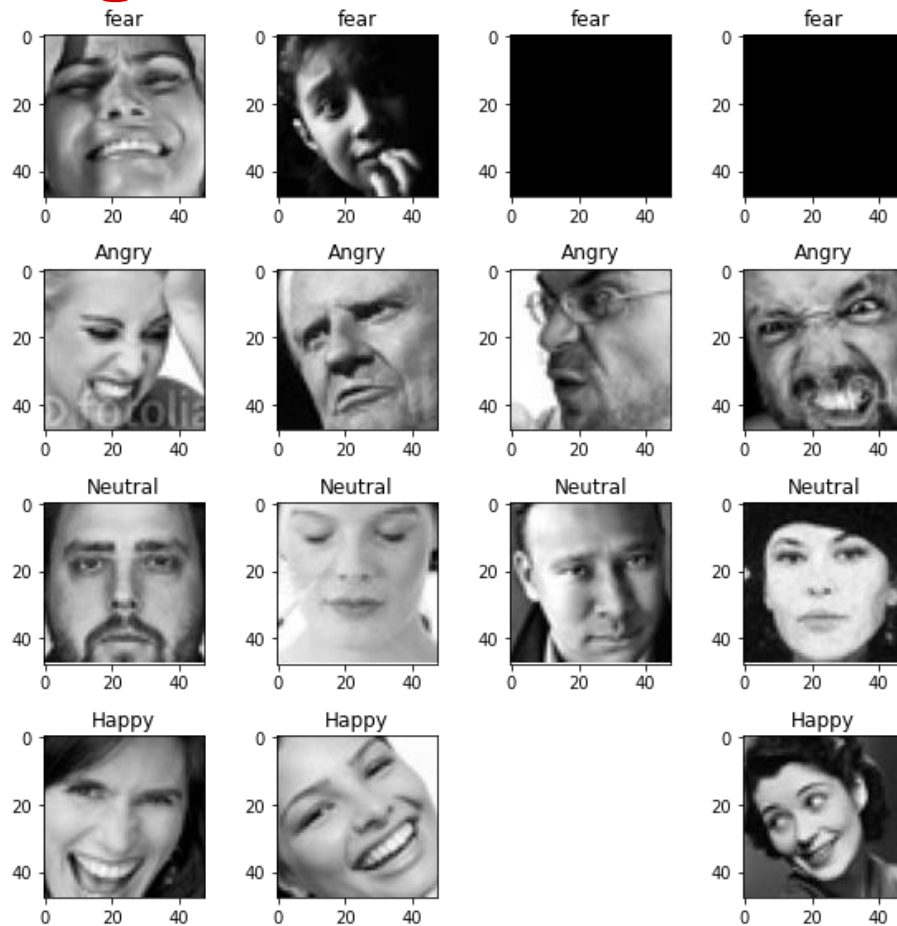 fear fear fear fear
0 0 0 0
20 20 20 20
40 40 40 40
0 20 40 0 20 40 0 20 40 0 20 40
Angry Angry Angry Angry
0 0 0 0
20 20 20 20
40 40 40 40
© fotolia
0 20 40 0 20 40 0 20 40 0 20 40
Neutral Neutral Neutral Neutral
0 0 0 0
20 20 20 20
40 40 40 40
0 20 40 0 20 40 0 20 40 0 20 40
Happy Happy Happy
0 0 0
20 20 20
40 40 40
0 20 40 0 20 40 0 20 40